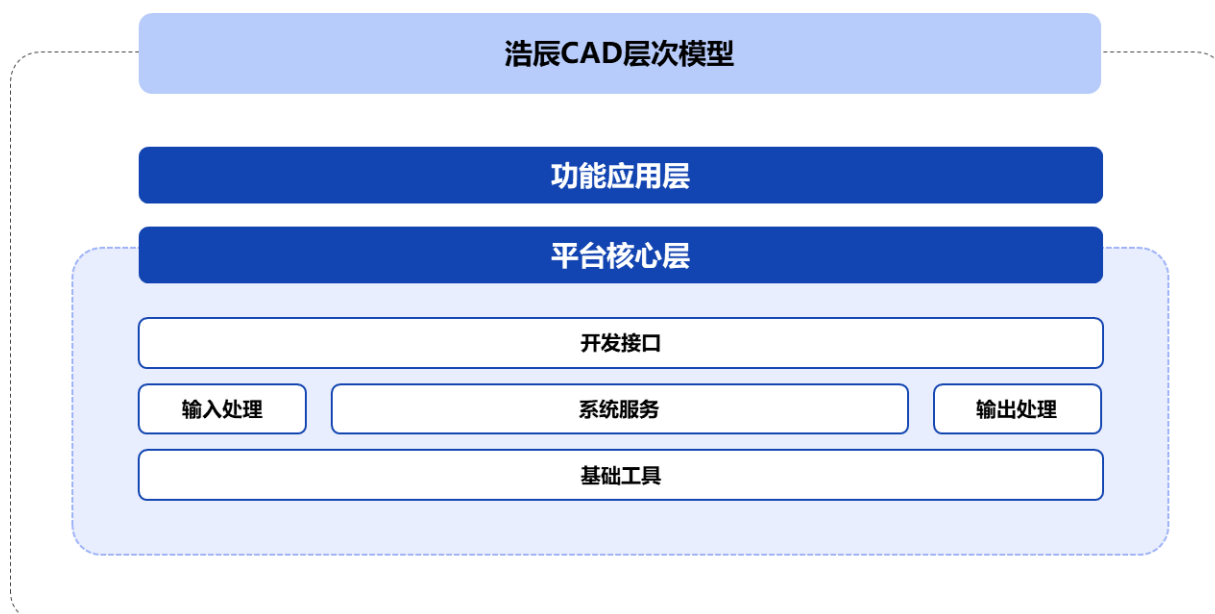 浩辰CAD层次模型
功能应用层
平台核心层
开发接口
输入处理
系统服务
输出处理
基础工具